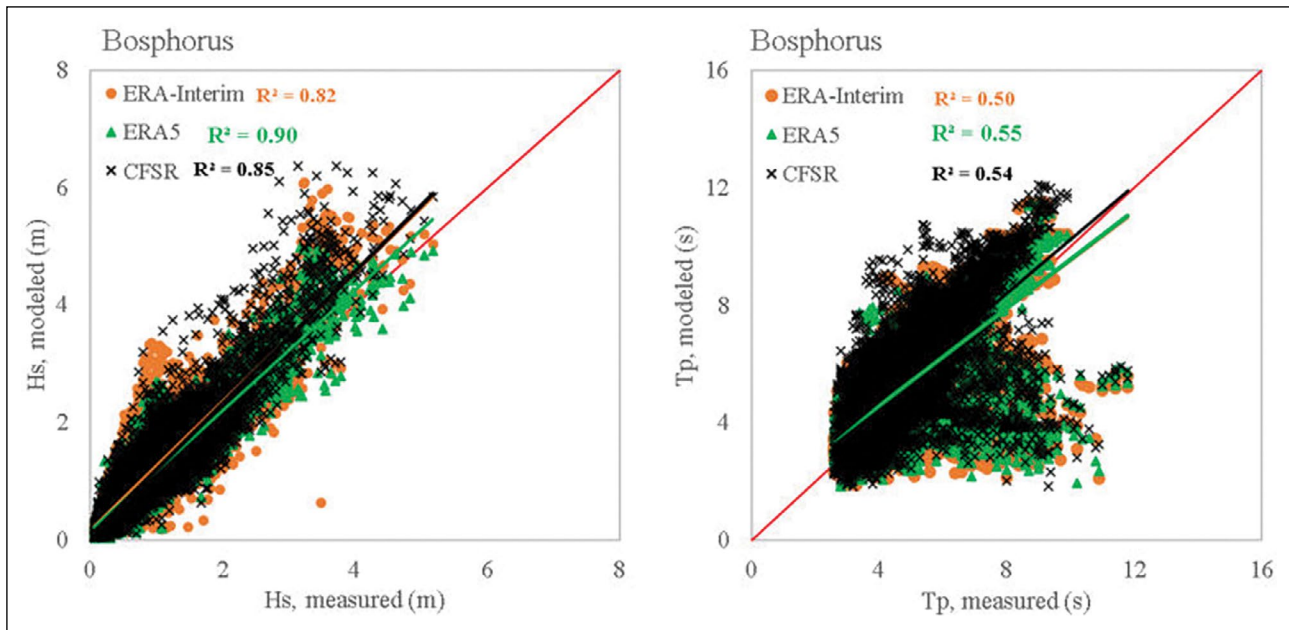 Bosphorus
8
ERA-Interim R² = 0.82
ERA5 R² = 0.90
CFSR R² = 0.85
6
4
2
0
Hs, modeled (m)
0 2 4 6 8
Hs, measured (m)
Bosphorus
16
ERA-Interim R² = 0.50
ERA5 R² = 0.55
CFSR R² = 0.54
12
8
4
0
Tp, modeled (s)
0 4 8 12 16
Tp, measured (s)